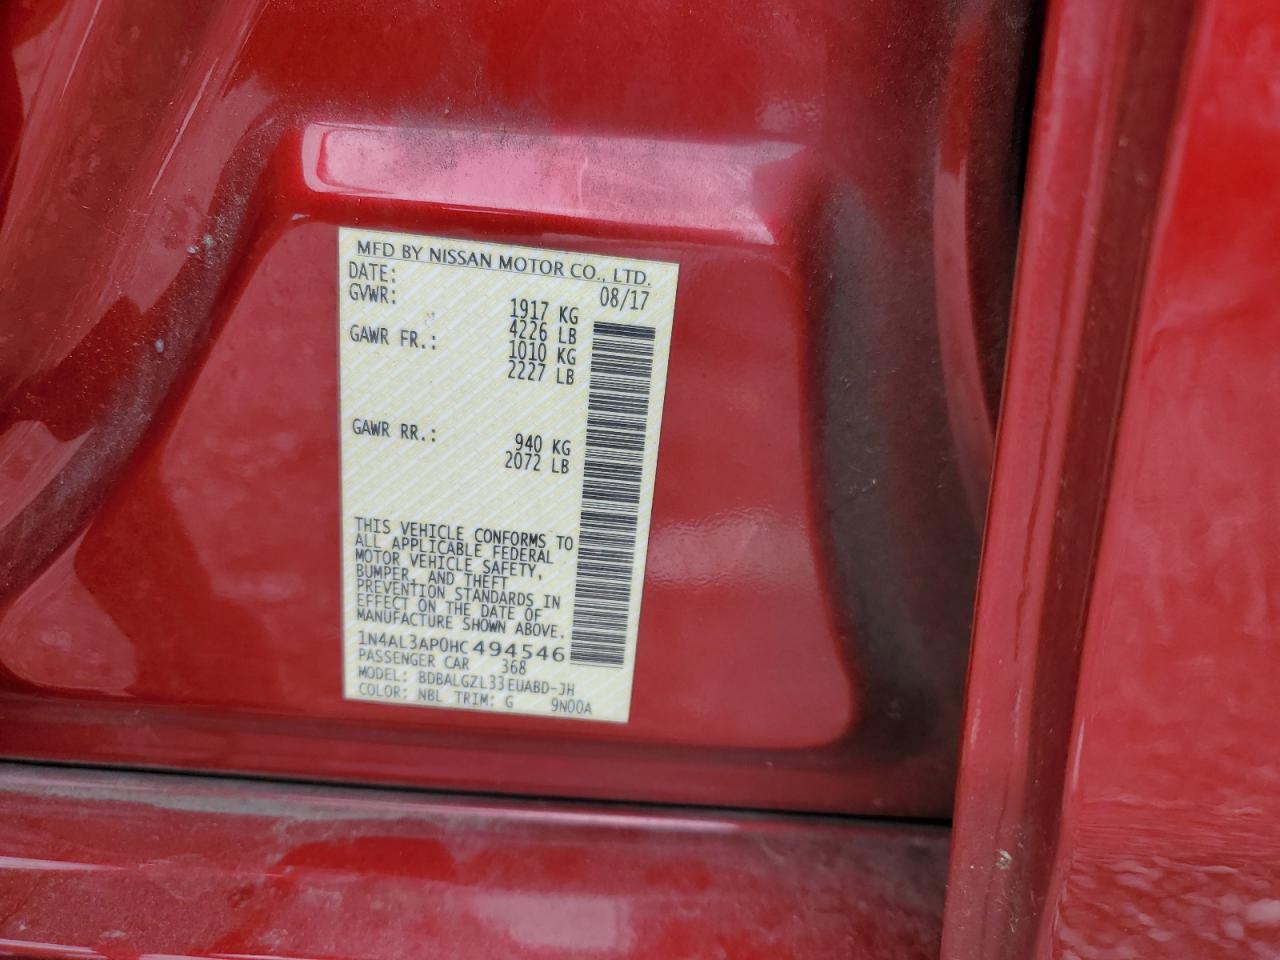 MFD BY NISSAN MOTOR CO., LTD.
DATE: 08/17
GVWR: 1917 KG
4226 LB
GAWR FR.: 1010 KG
2227 LB
GAWR RR.: 940 KG
2072 LB
THIS VEHICLE CONFORMS TO
ALL APPLICABLE FEDERAL
MOTOR VEHICLE SAFETY,
BUMPER, AND THEFT
PREVENTION STANDARDS IN
EFFECT ON THE DATE OF
MANUFACTURE SHOWN ABOVE.
1N4AL3AP0HC494546
PASSENGER CAR 368
MODEL: BDBALGZL33EUABD-JH
COLOR: NBL TRIM: G 9N00A